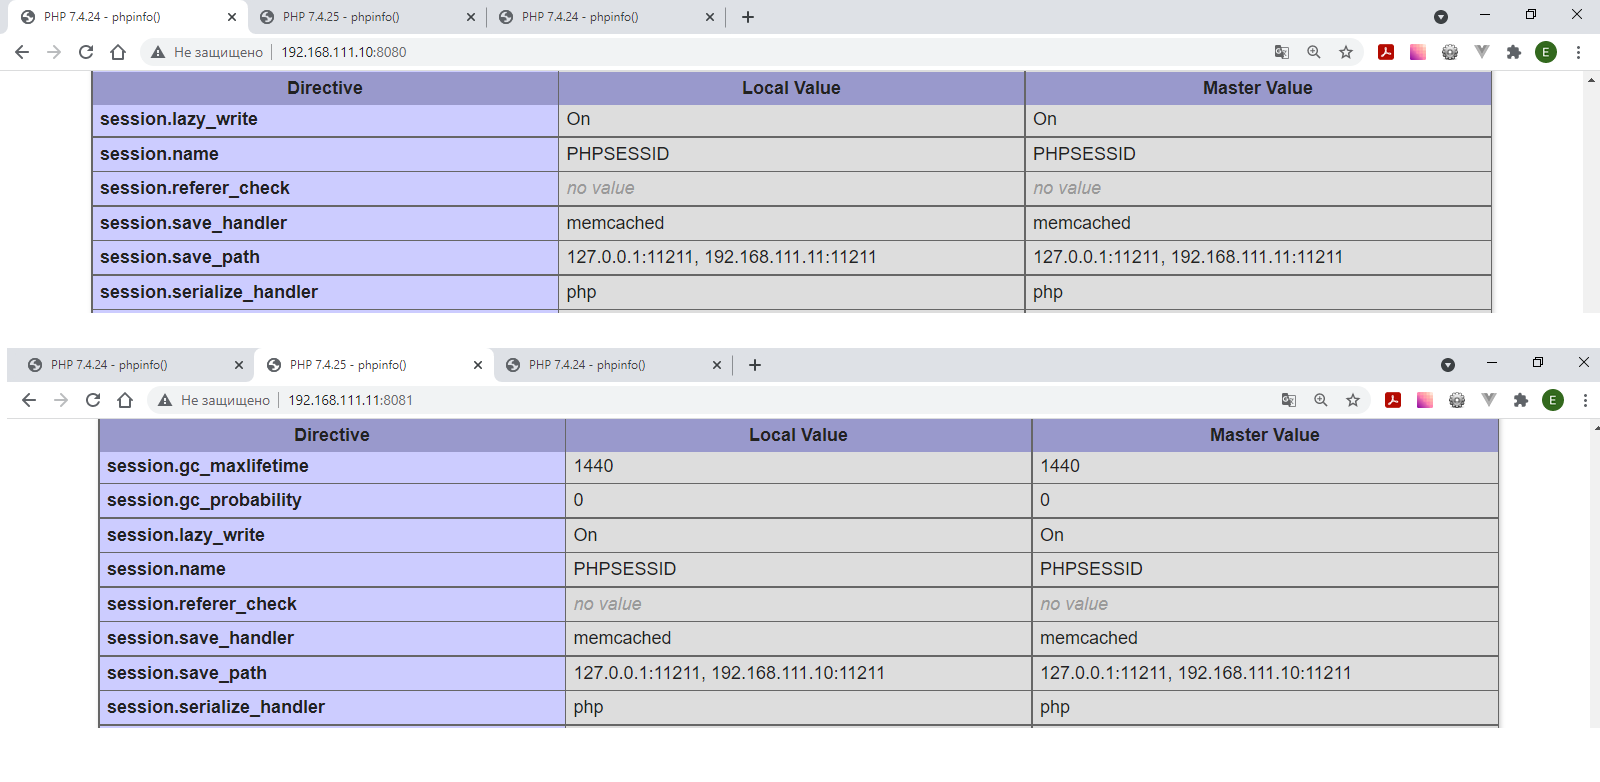 PHP 7.4.24 - phpinfo() PHP 7.4.25 - phpinfo() PHP 7.4.24 - phpinfo()
Не защищено 192.168.111.10:8080 E
Directive Local Value Master Value
session.lazy_write On On
session.name PHPSESSID PHPSESSID
session.referer_check no value no value
session.save_handler memcached memcached
session.save_path 127.0.0.1:11211, 192.168.111.11:11211 127.0.0.1:11211, 192.168.111.11:11211
session.serialize_handler php php
PHP 7.4.24 - phpinfo() PHP 7.4.25 - phpinfo() PHP 7.4.24 - phpinfo()
Не защищено 192.168.111.11:8081 E
Directive Local Value Master Value
session.gc_maxlifetime 1440 1440
session.gc_probability 0 0
session.lazy_write On On
session.name PHPSESSID PHPSESSID
session.referer_check no value no value
session.save_handler memcached memcached
session.save_path 127.0.0.1:11211, 192.168.111.10:11211 127.0.0.1:11211, 192.168.111.10:11211
session.serialize_handler php php